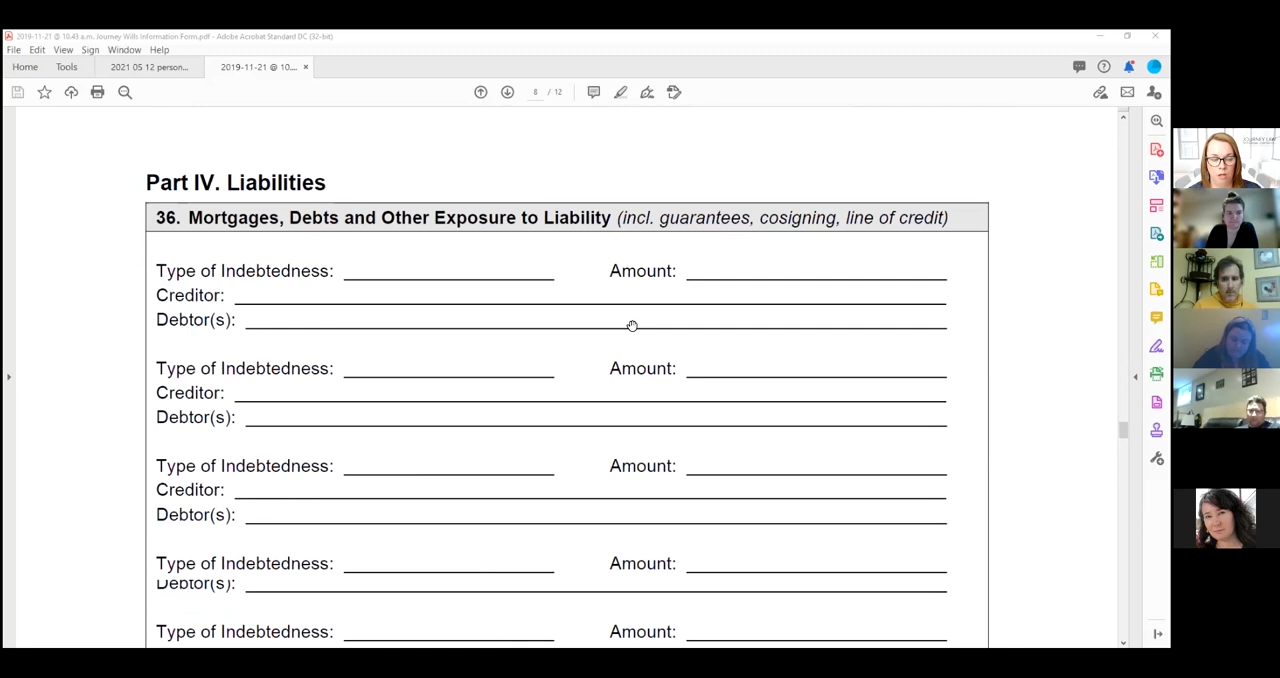 2019-11-21 @ 10.43 a.m. Journey Wills Information Form.pdf - Adobe Acrobat Standard DC (32-bit)
File Edit View Sign Window Help
Home Tools 2021 05 12 person... 2019-11-21 @ 10.... ×
8 / 12
JOURNEY LAW
Part IV. Liabilities
36. Mortgages, Debts and Other Exposure to Liability (incl. guarantees, cosigning, line of credit)
Type of Indebtedness: Amount:
Creditor:
Debtor(s):
Type of Indebtedness: Amount:
Creditor:
Debtor(s):
Type of Indebtedness: Amount:
Creditor:
Debtor(s):
Type of Indebtedness: Amount:
Debtor(s):
Type of Indebtedness: Amount: